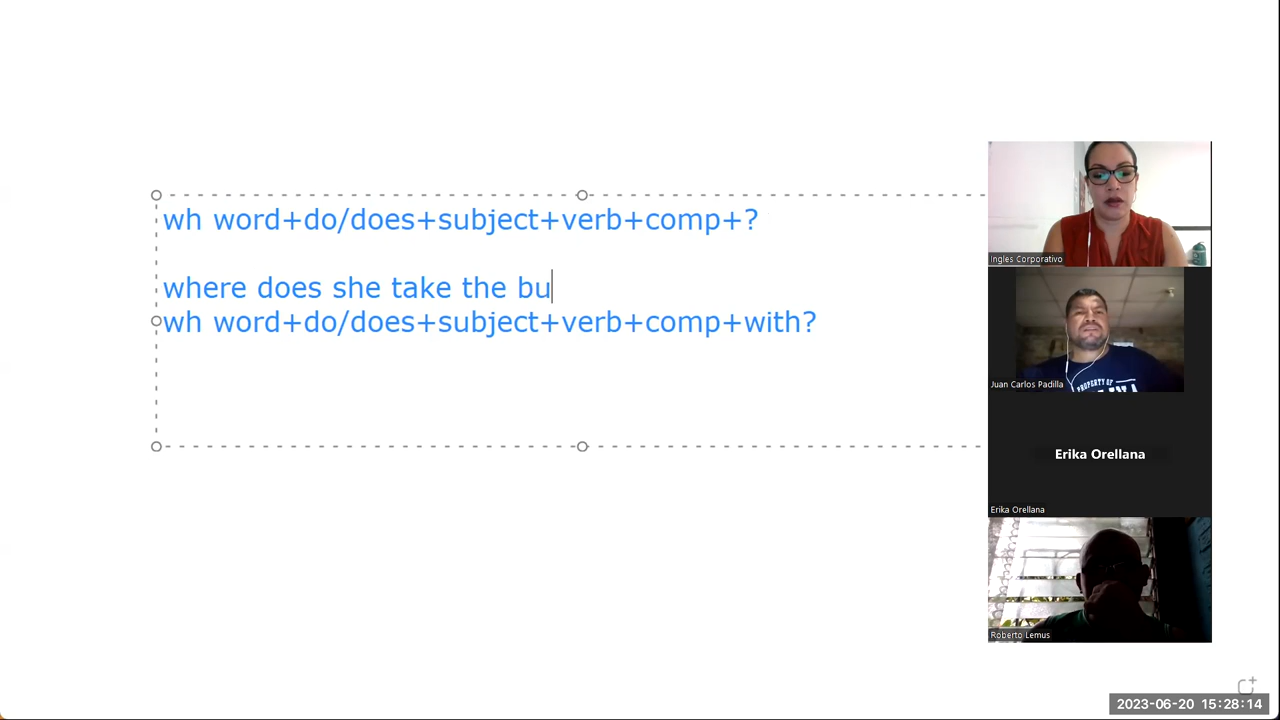 wh word+do/does+subject+verb+comp+?
where does she take the bu
wh word+do/does+subject+verb+comp+with?
Ingles Corporativo
PROPERTY OF
Juan Carlos Padilla
Erika Orellana
Erika Orellana
Roberto Lemus
2023-06-20 15:28:14